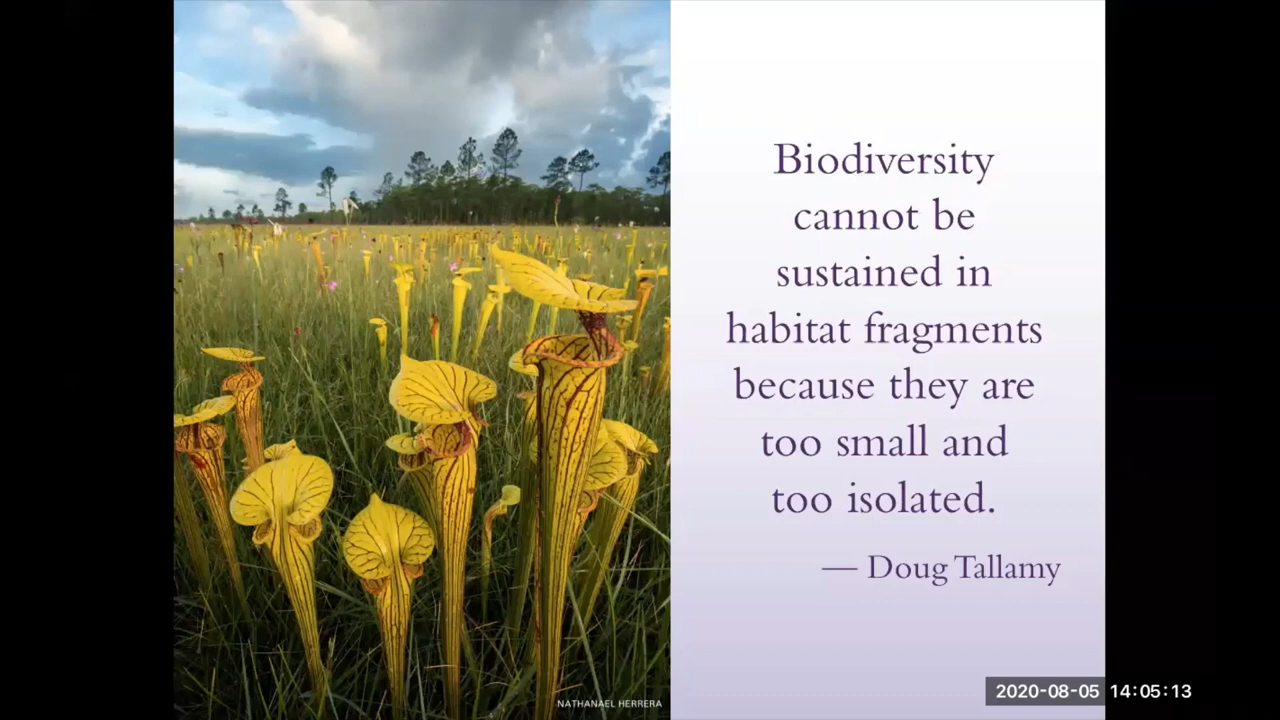 Biodiversity
cannot be
sustained in
habitat fragments
because they are
too small and
too isolated.
— Doug Tallamy
NATHANAEL HERRERA
2020-08-05 14:05:13